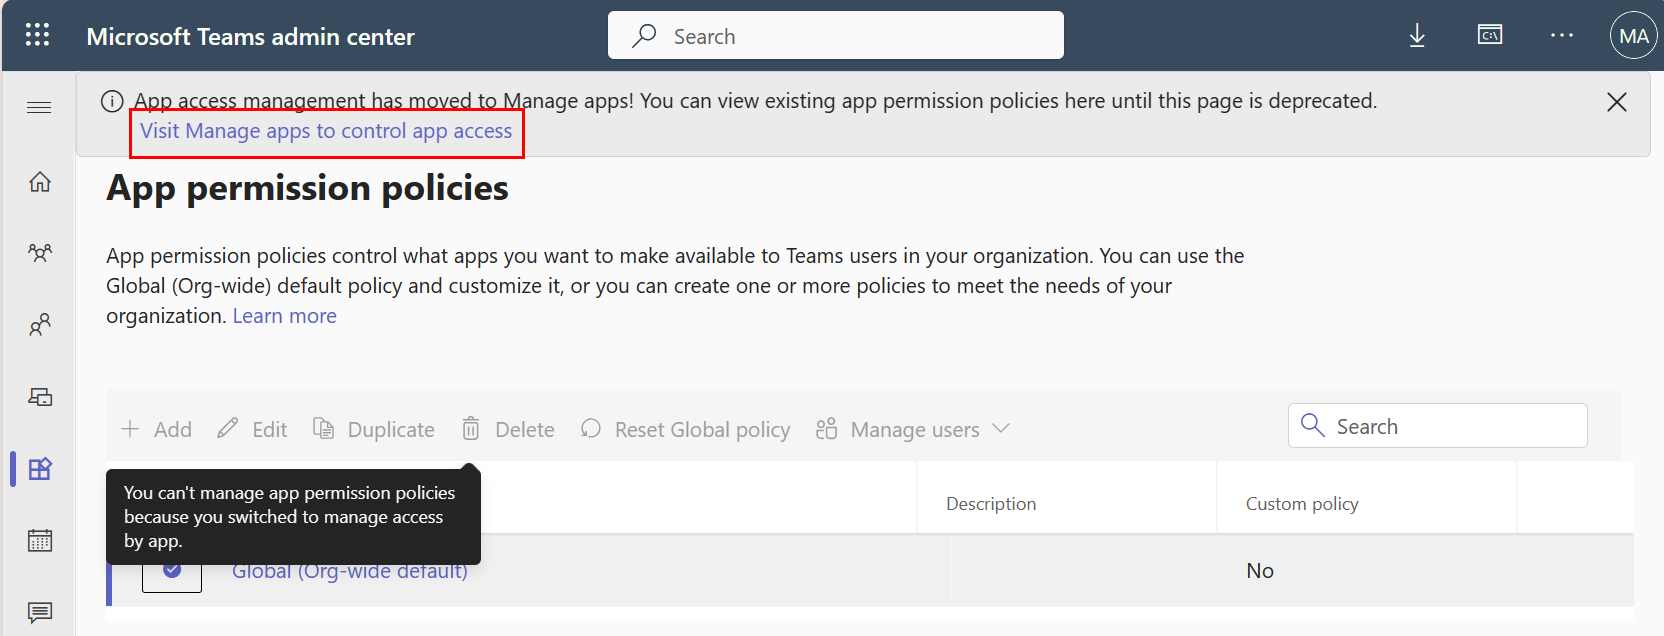 Microsoft Teams admin center
Search
C:\
MA
App access management has moved to Manage apps! You can view existing app permission policies here until this page is deprecated.
Visit Manage apps to control app access
App permission policies
App permission policies control what apps you want to make available to Teams users in your organization. You can use the
Global (Org-wide) default policy and customize it, or you can create one or more policies to meet the needs of your
organization. Learn more
Add Edit Duplicate Delete Reset Global policy Manage users
Search
You can't manage app permission policies
because you switched to manage access
by app.
Description Custom policy
Global (Org-wide default) No